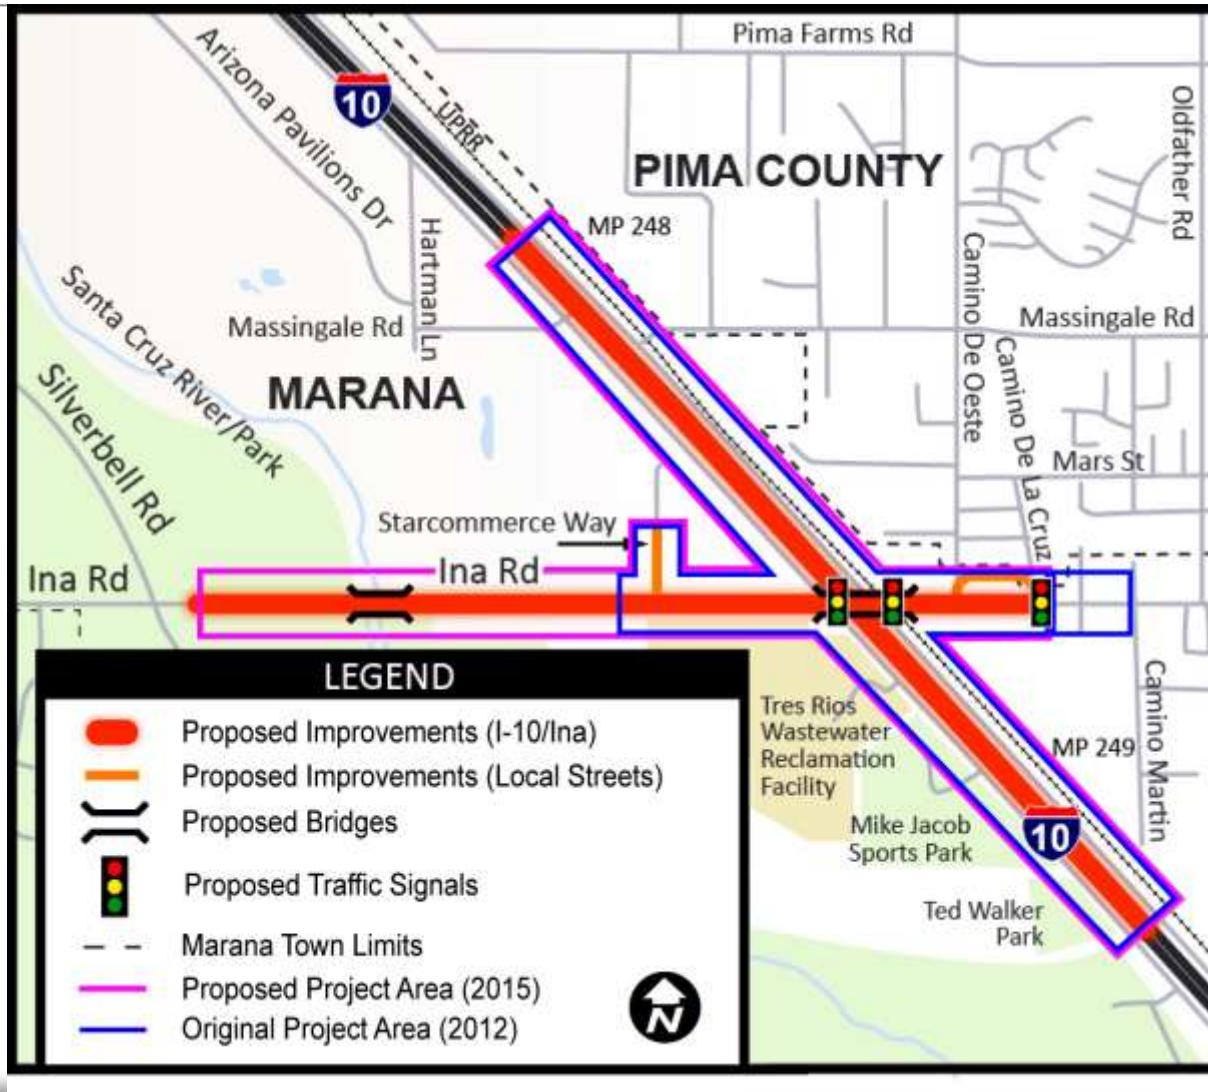 Pima Farms Rd
Arizona Pavilions Dr
10
UPRR
Oldfather Rd
PIMA COUNTY
MP 248
Hartman Ln
Camino De Oeste
Santa Cruz River/Park
Massingale Rd
Massingale Rd
Camino De La Cruz
Silverbell Rd
MARANA
Mars St
Starcommerce Way
Ina Rd
Ina Rd
LEGEND
Proposed Improvements (I-10/Ina)
Proposed Improvements (Local Streets)
Proposed Bridges
Proposed Traffic Signals
Marana Town Limits
Proposed Project Area (2015)
Original Project Area (2012)
N
Tres Rios
Wastewater
Reclamation
Facility
Camino Martin
MP 249
Mike Jacob
Sports Park
10
Ted Walker
Park